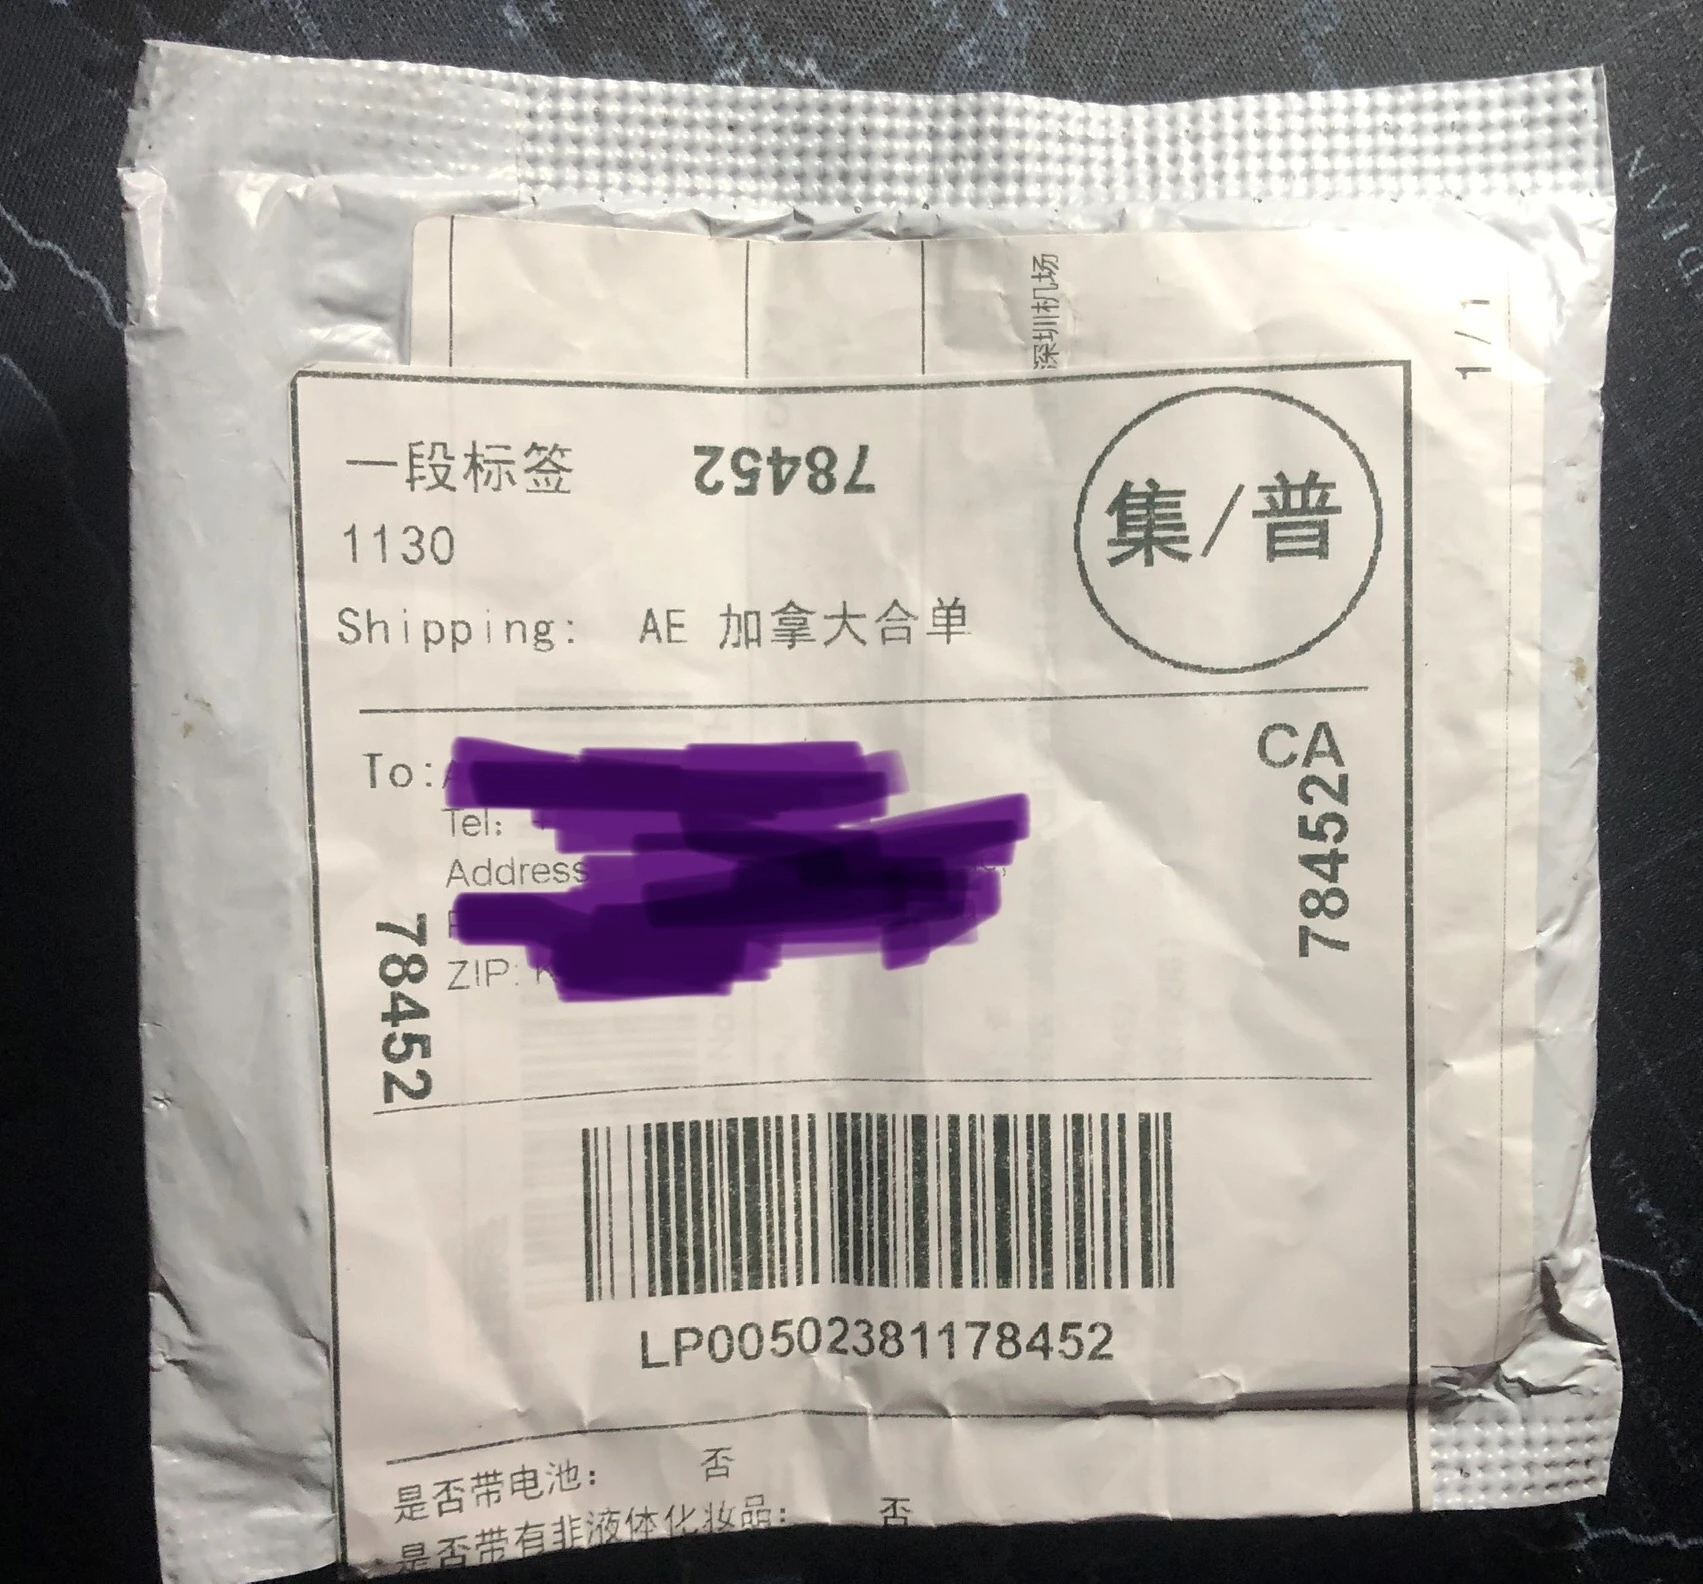 深圳机场
1/1
一段标签
78452
集/普
1130
Shipping: AE 加拿大合单
To:
CA
78452
Tel:
Address
78452
ZIP: K
LP00502381178452
是否带电池: 否
是否带有非液体化妆品: 否